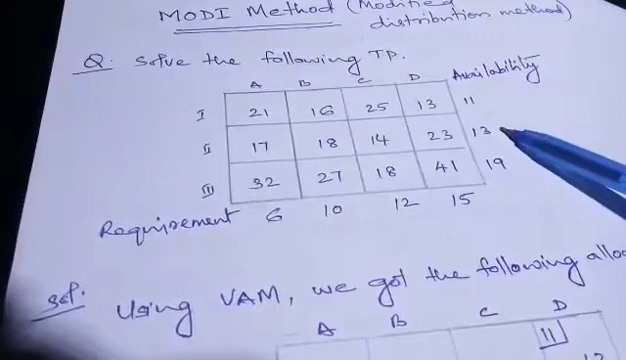 MODI Method (Modified
distribution method)
Q. Solve the following TP.
A B C D Availability
I 21 16 25 13 11
II 17 18 14 23 13
III 32 27 18 41 19
Requirement 6 10 12 15
Sol. Using VAM, we got the following
A B C D
11